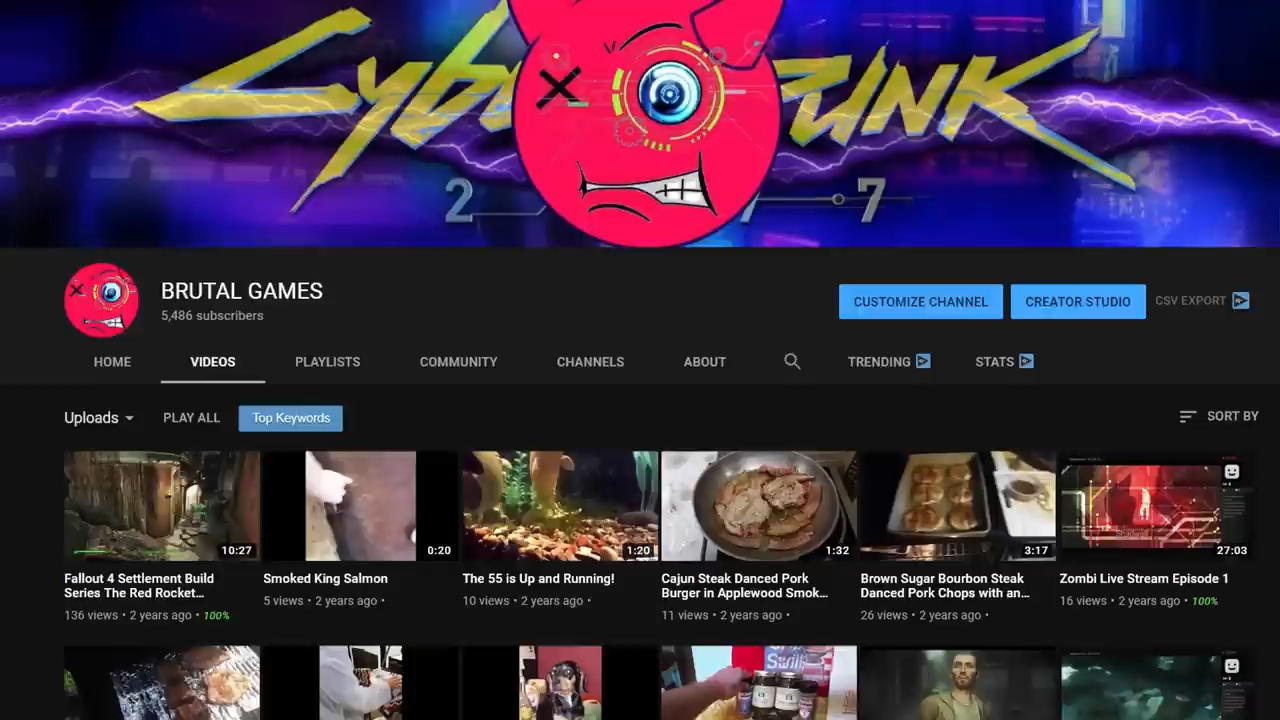 Cyb
PUNK
2
7
BRUTAL GAMES
5,486 subscribers
CUSTOMIZE CHANNEL
CREATOR STUDIO
CSV EXPORT
HOME
VIDEOS
PLAYLISTS
COMMUNITY
CHANNELS
ABOUT
TRENDING
STATS
Uploads
PLAY ALL
Top Keywords
SORT BY
10:27
0:20
1:20
1:32
3:17
27:03
Fallout 4 Settlement Build
Series The Red Rocket...
136 views • 2 years ago • 100%
Smoked King Salmon
5 views • 2 years ago •
The 55 is Up and Running!
10 views • 2 years ago •
Cajun Steak Danced Pork
Burger in Applewood Smok...
11 views • 2 years ago •
Brown Sugar Bourbon Steak
Danced Pork Chops with an...
26 views • 2 years ago •
Zombi Live Stream Episode 1
16 views • 2 years ago • 100%